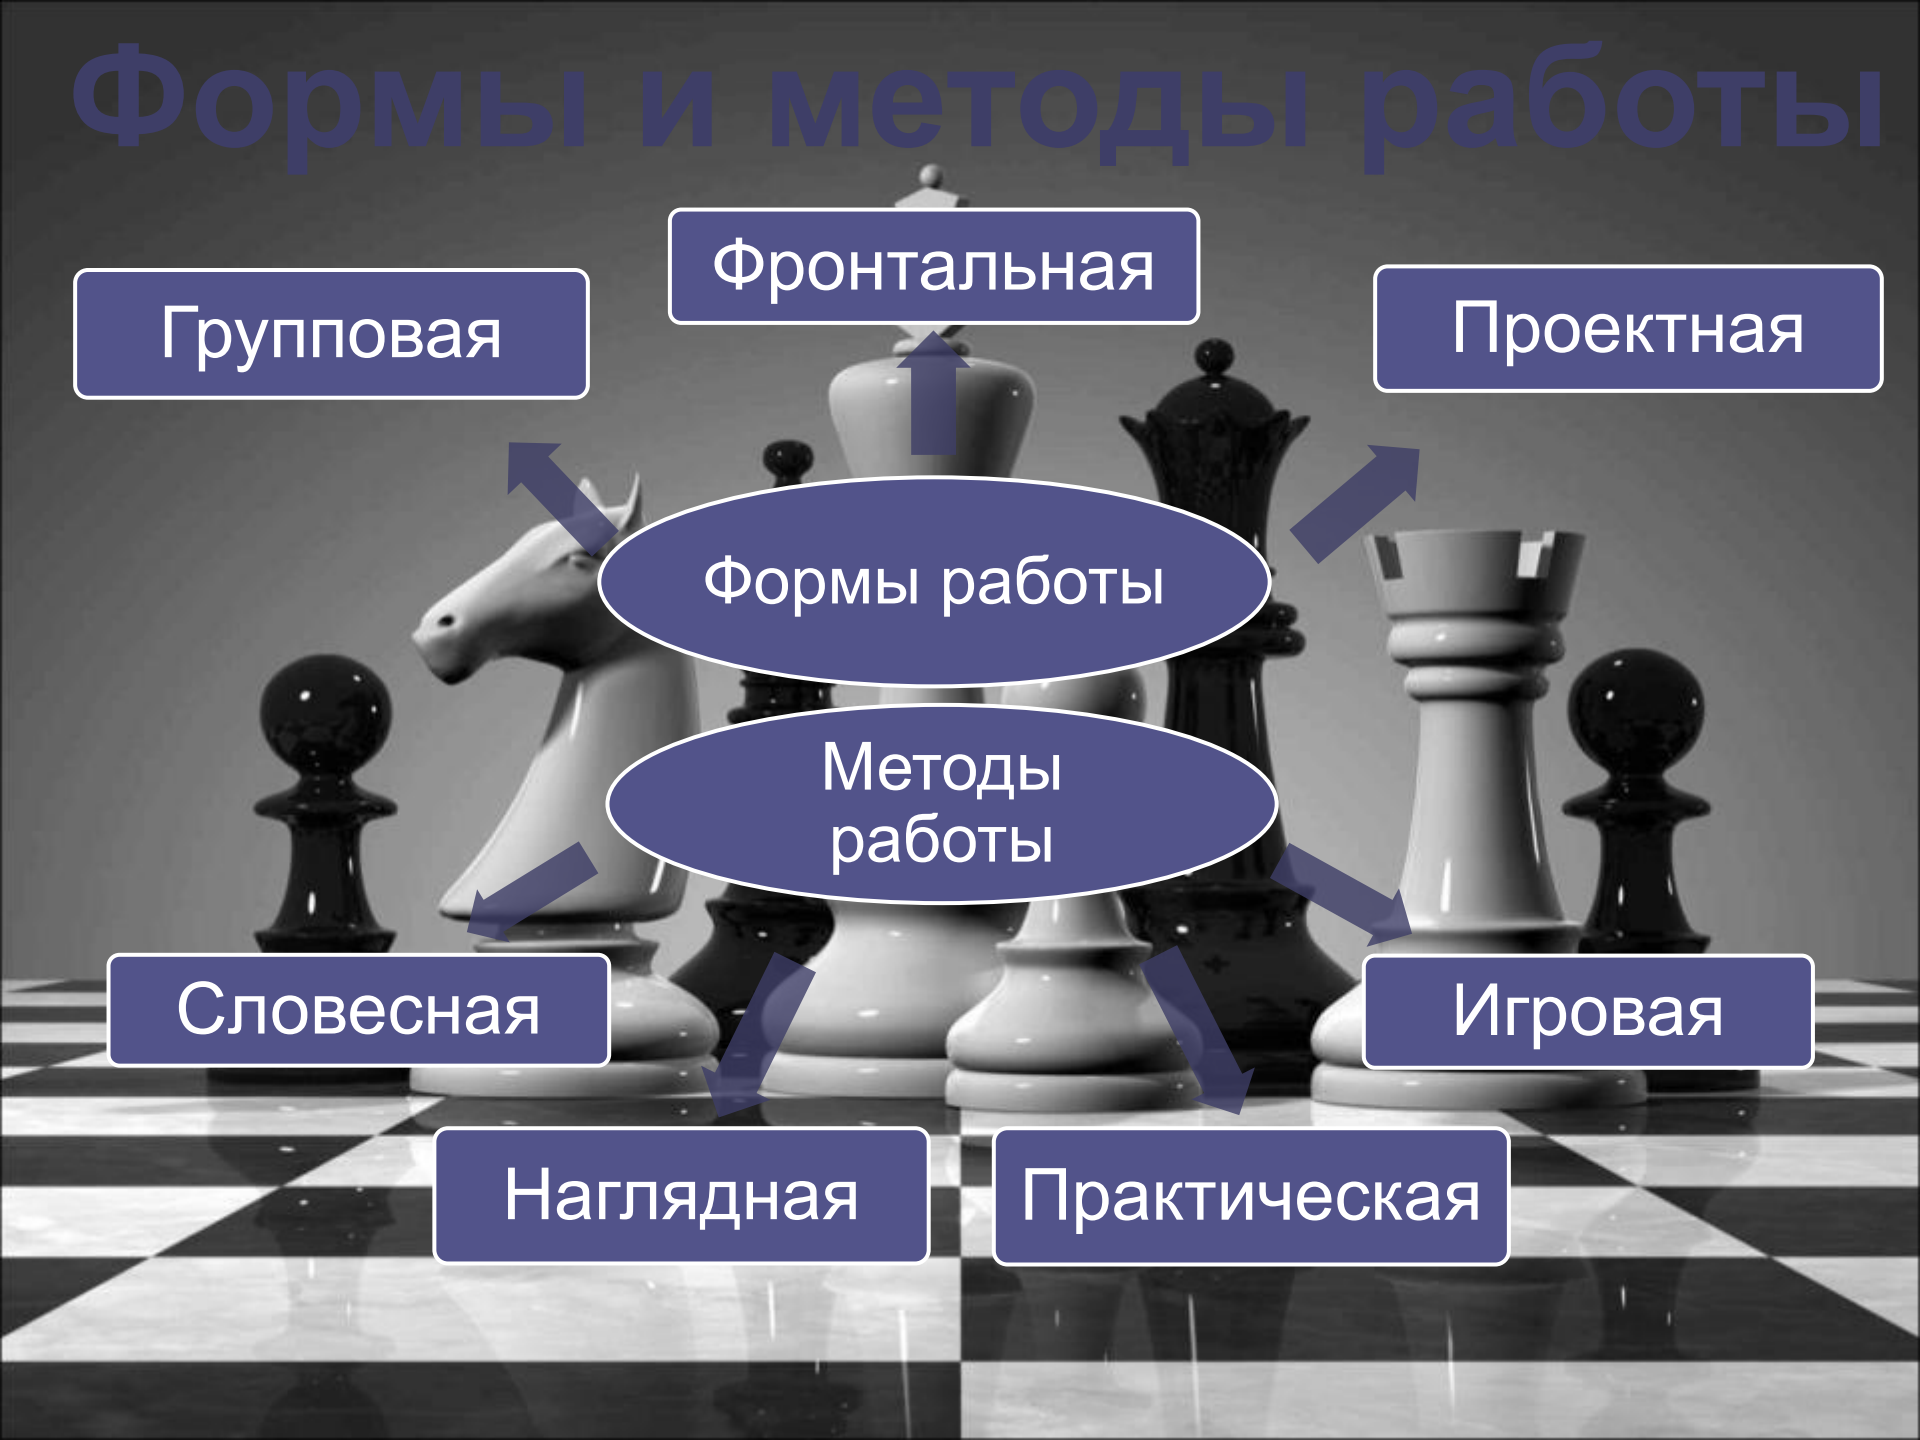 Формы и методы работы
Фронтальная
Групповая
Проектная
Формы работы
Методы
работы
Словесная
Игровая
Наглядная
Практическая